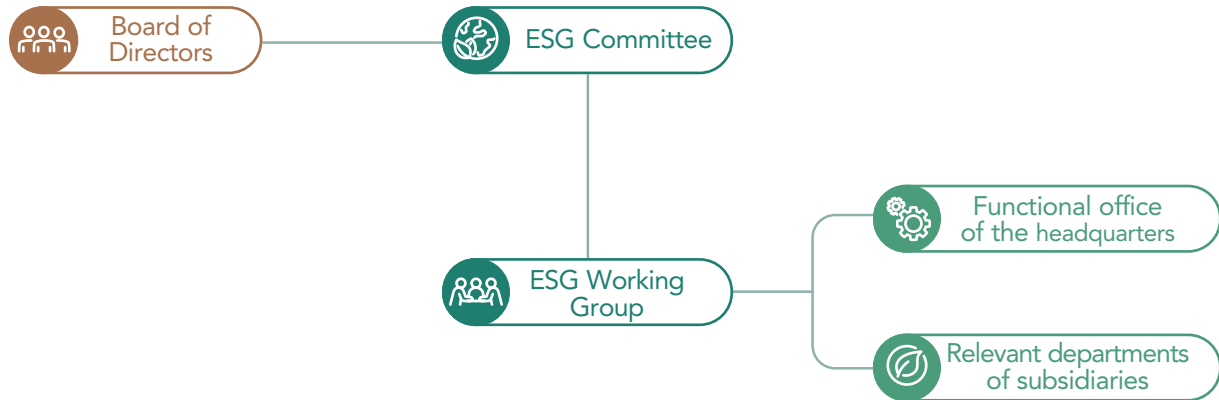 Board of
Directors
ESG Committee
Functional office
of the headquarters
ESG Working
Group
Relevant departments
of subsidiaries